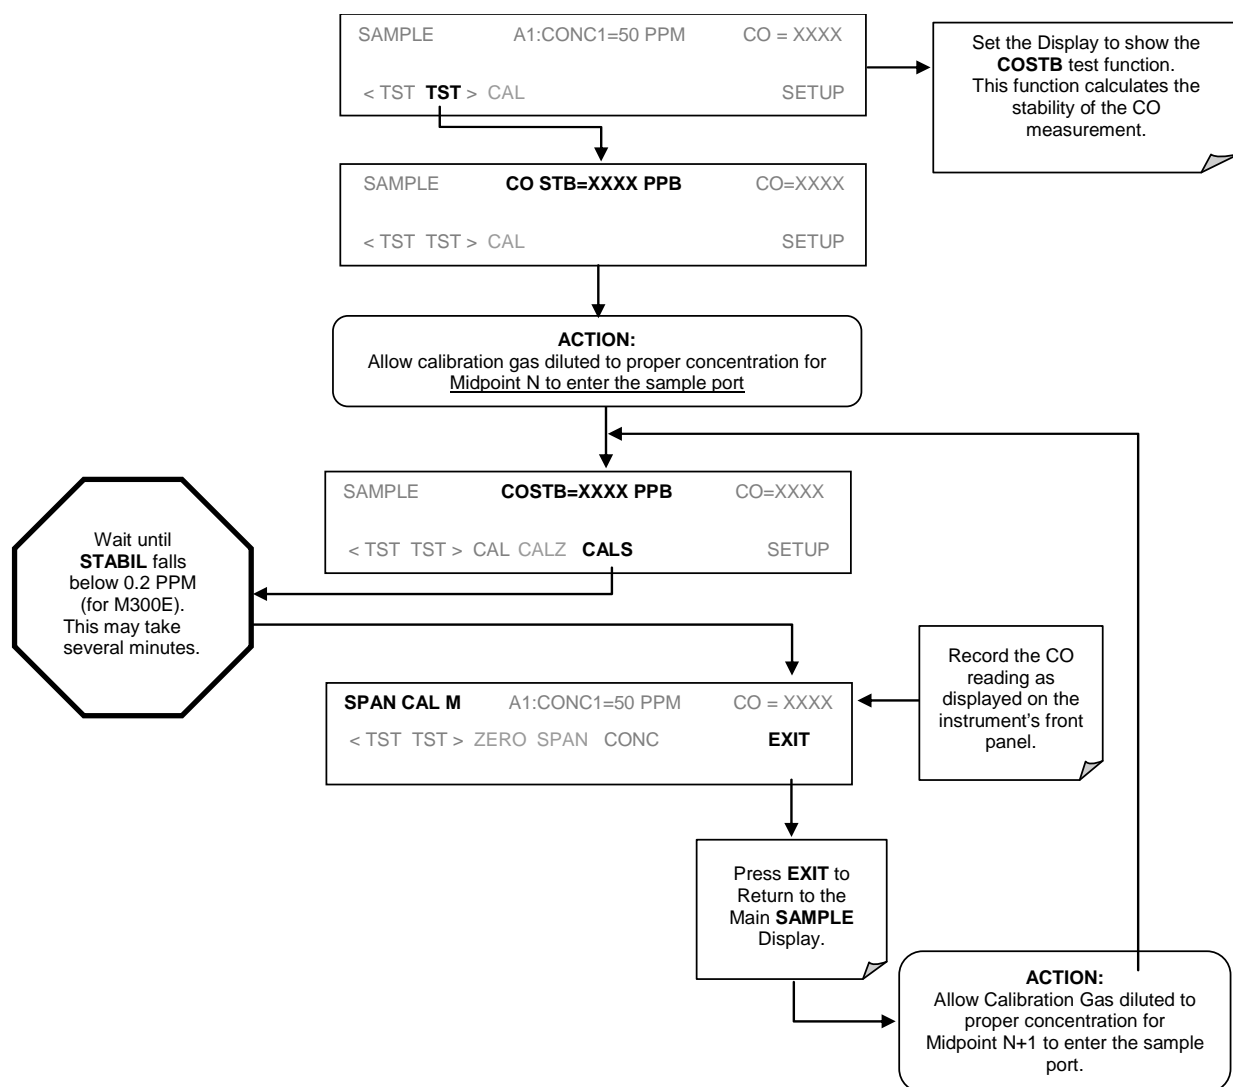 SAMPLE A1:CONC1=50 PPM CO = XXXX
< TST TST > CAL SETUP
Set the Display to show the
COSTB test function.
This function calculates the
stability of the CO
measurement.
SAMPLE CO STB=XXXX PPB CO=XXXX
< TST TST > CAL SETUP
ACTION:
Allow calibration gas diluted to proper concentration for
Midpoint N to enter the sample port
SAMPLE COSTB=XXXX PPB CO=XXXX
< TST TST > CAL CALZ CALS SETUP
Wait until
STABIL falls
below 0.2 PPM
(for M300E).
This may take
several minutes.
SPAN CAL M A1:CONC1=50 PPM CO = XXXX
< TST TST > ZERO SPAN CONC EXIT
Record the CO
reading as
displayed on the
instrument's front
panel.
Press EXIT to
Return to the
Main SAMPLE
Display.
ACTION:
Allow Calibration Gas diluted to
proper concentration for
Midpoint N+1 to enter the sample
port.